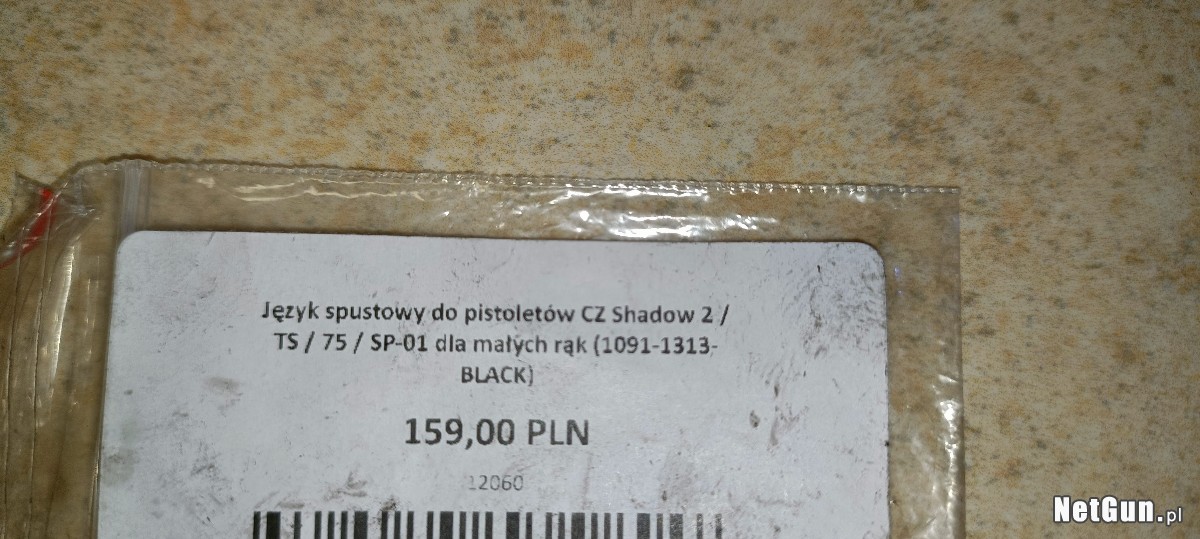 Język spustowy do pistoletów CZ Shadow 2 /
TS / 75 / SP-01 dla małych rąk (1091-1313-
BLACK)
159,00 PLN
12060
NetGun.pl